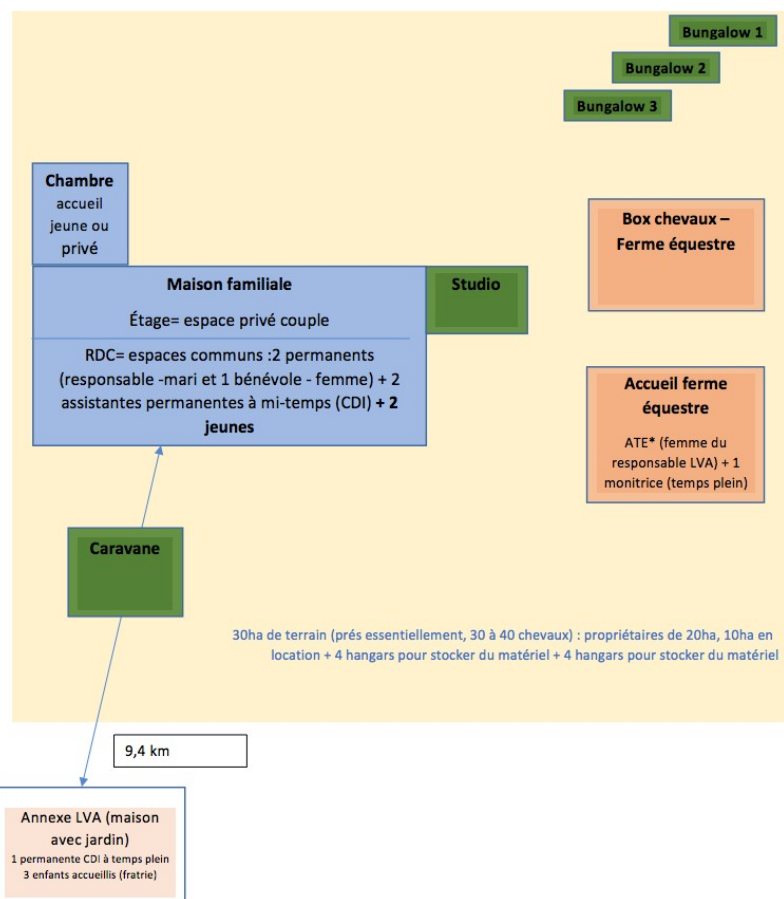 Bungalow 1
Bungalow 2
Bungalow 3
Chambre
accueil
jeune ou
privé
Box chevaux –
Ferme équestre
Maison familiale
Étage= espace privé couple
RDC= espaces communs :2 permanents
(responsable -mari et 1 bénévole - femme) + 2
assistantes permanentes à mi-temps (CDI) + 2
jeunes
Studio
Accueil ferme
équestre
ATE* (femme du
responsable LVA) + 1
monitrice (temps plein)
Caravane
30ha de terrain (prés essentiellement, 30 à 40 chevaux) : propriétaires de 20ha, 10ha en
location + 4 hangars pour stocker du matériel + 4 hangars pour stocker du matériel
9,4 km
Annexe LVA (maison
avec jardin)
1 permanente CDI à temps plein
3 enfants accueillis (fratrie)